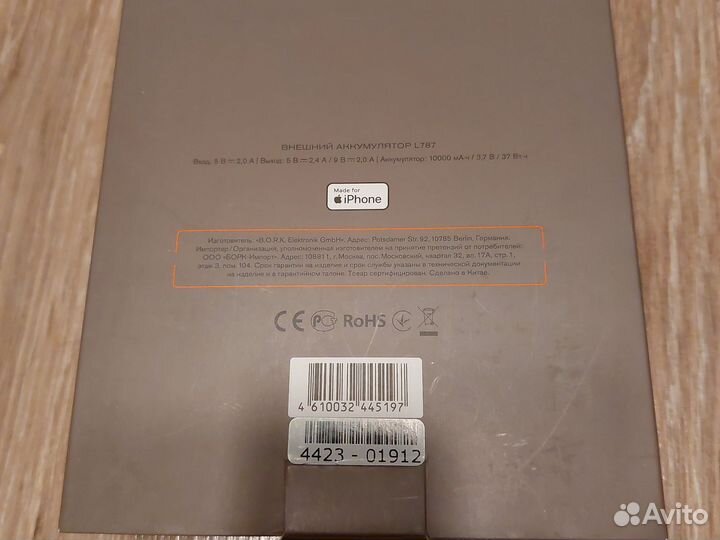 ВНЕШНИЙ АККУМУЛЯТОР L787
Вход: 5 В ⎓ 2,0 А | Выход: 5 В ⎓ 2,4 А / 9 В ⎓ 2,0 А | Аккумулятор: 10000 мА·ч / 3,7 В / 37 Вт·ч
Made for
iPhone
Изготовитель: «B.O.R.K. Elektronik GmbH». Адрес: Potsdamer Str. 92, 10785 Berlin, Германия.
Импортер/Организация, уполномоченная изготовителем на принятие претензий от потребителей:
ООО «БОРК-Импорт». Адрес: 108811, г. Москва, пос. Московский, квартал 32, вл. 17А, стр. 1,
этаж 3, пом. 104. Срок гарантии на изделие и срок службы указаны в технической документации
на изделие и в гарантийном талоне. Товар сертифицирован. Сделано в Китае.
CE PC RoHS
4 610032 445197
4423 - 01912
Avito